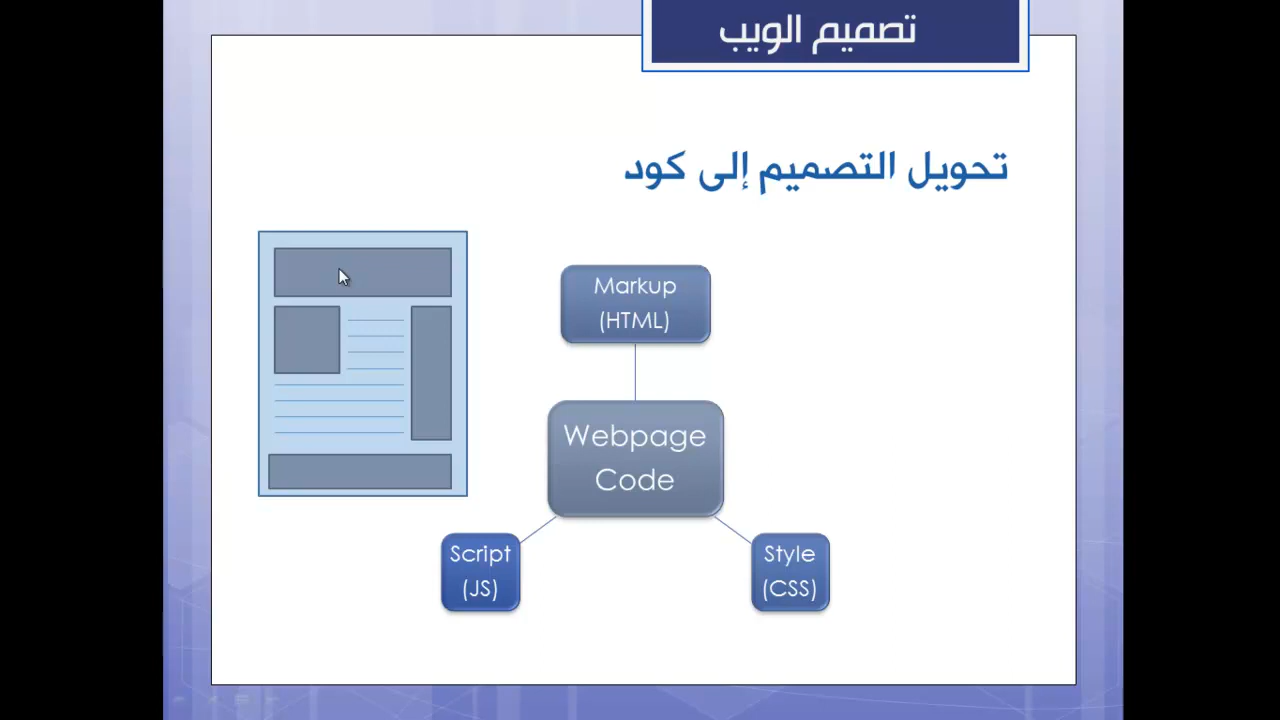 تصميم الويب
تحويل التصميم إلى كود
Markup
(HTML)
Webpage
Code
Script
(JS)
Style
(CSS)